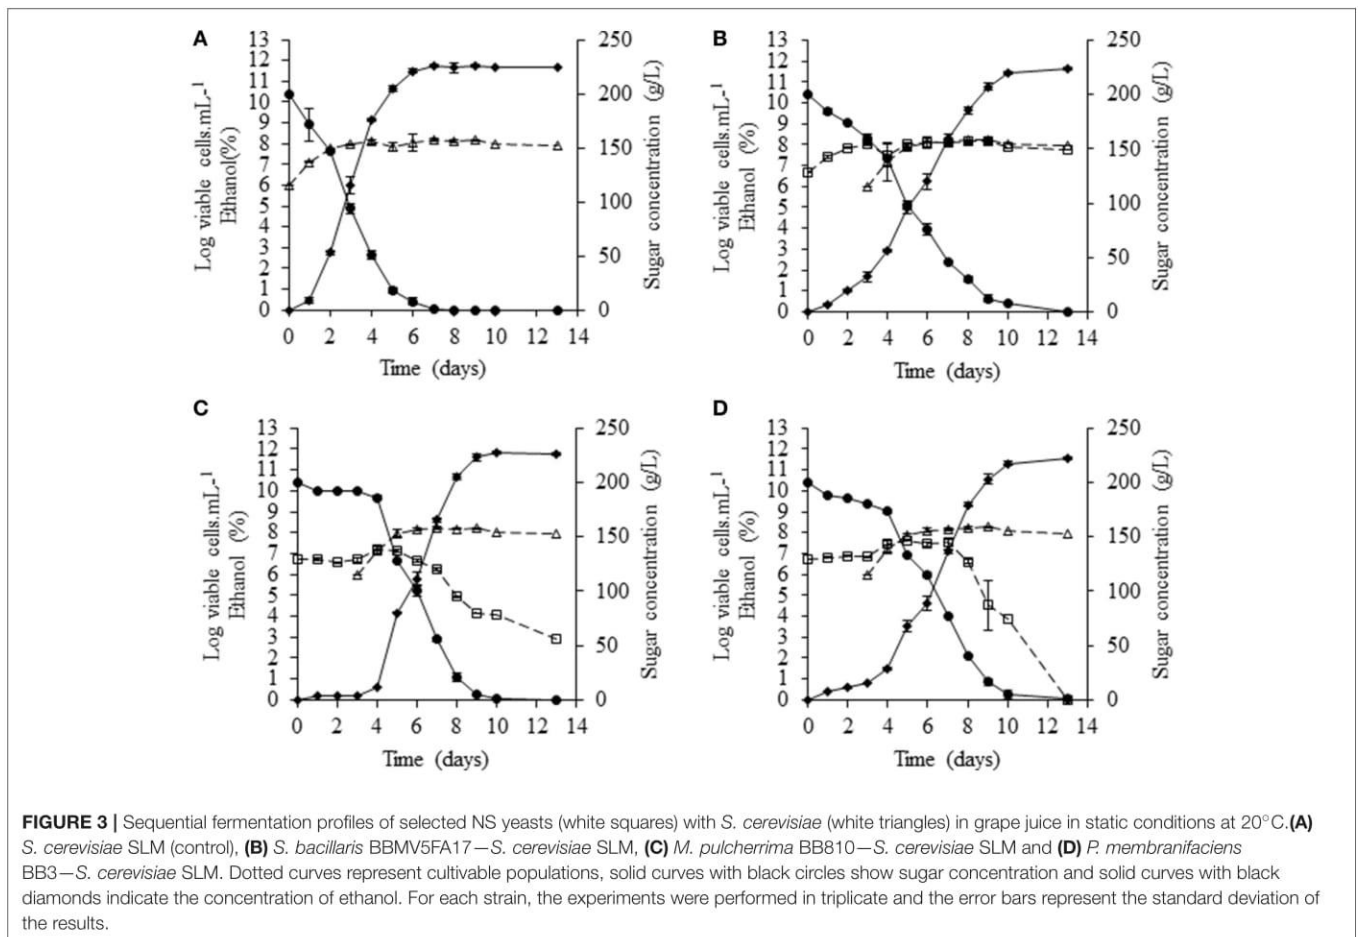 A
B
13
12
11
10
9
8
7
6
5
4
3
2
1
0
Log viable cells.mL-1
Ethanol(%)
250
200
150
100
50
0
Sugar concentration (g/L)
0 2 4 6 8 10 12 14
Time (days)
13
12
11
10
9
8
7
6
5
4
3
2
1
0
Log viable cells.mL-1
Ethanol (%)
250
200
150
100
50
0
Sugar concentration (g/L)
0 2 4 6 8 10 12 14
Time (days)
C
D
13
12
11
10
9
8
7
6
5
4
3
2
1
0
Log viable cells.mL-1
Ethanol (%)
250
200
150
100
50
0
Sugar concentration (g/L)
0 2 4 6 8 10 12 14
Time (days)
13
12
11
10
9
8
7
6
5
4
3
2
1
0
Log viable cells.mL-1
Ethanol (%)
250
200
150
100
50
0
Sugar concentration (g/L)
0 2 4 6 8 10 12 14
Time (days)
FIGURE 3 | Sequential fermentation profiles of selected NS yeasts (white squares) with S. cerevisiae (white triangles) in grape juice in static conditions at 20°C.(A)
S. cerevisiae SLM (control), (B) S. bacillaris BBMV5FA17—S. cerevisiae SLM, (C) M. pulcherrima BB810—S. cerevisiae SLM and (D) P. membranifaciens
BB3—S. cerevisiae SLM. Dotted curves represent cultivable populations, solid curves with black circles show sugar concentration and solid curves with black
diamonds indicate the concentration of ethanol. For each strain, the experiments were performed in triplicate and the error bars represent the standard deviation of
the results.